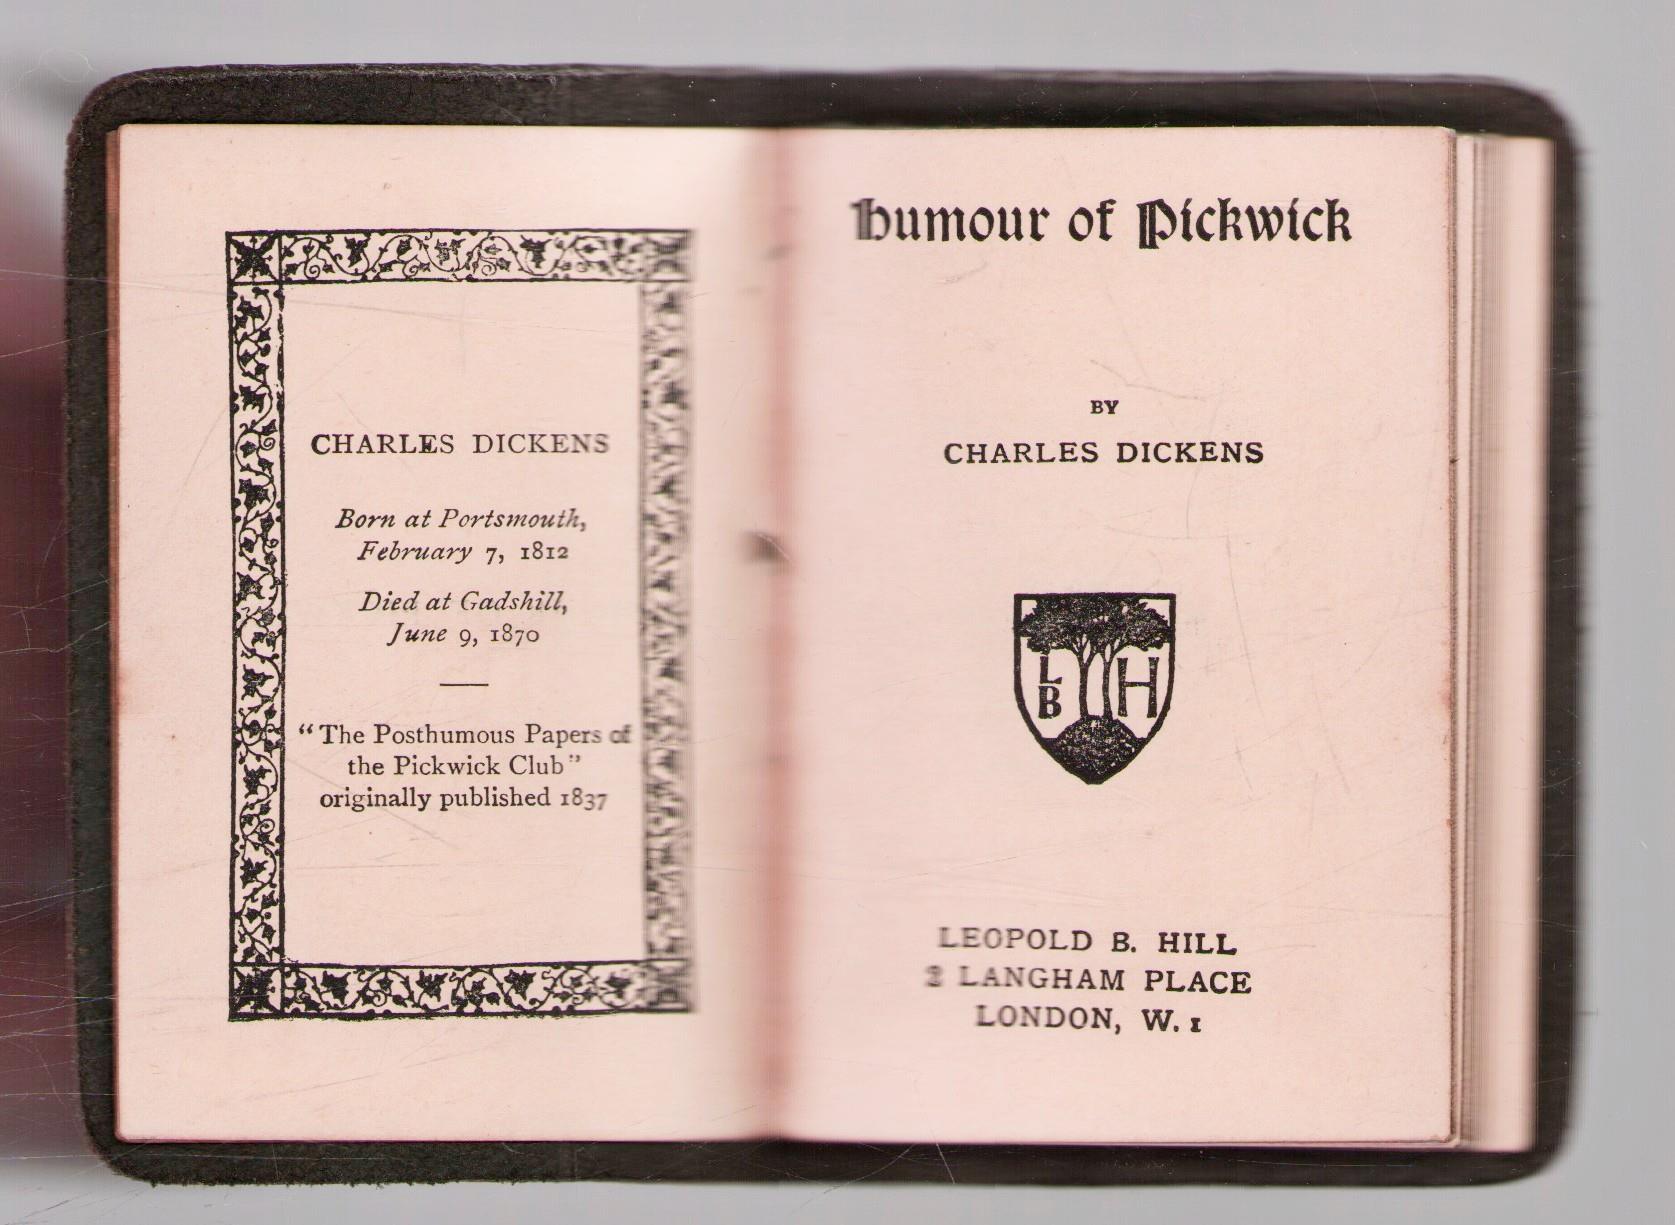 CHARLES DICKENS
Born at Portsmouth,
February 7, 1812
Died at Gadshill,
June 9, 1870
“The Posthumous Papers of
the Pickwick Club”
originally published 1837
Humour of Pickwick
BY
CHARLES DICKENS
L H
B
LEOPOLD B. HILL
2 LANGHAM PLACE
LONDON, W. 1